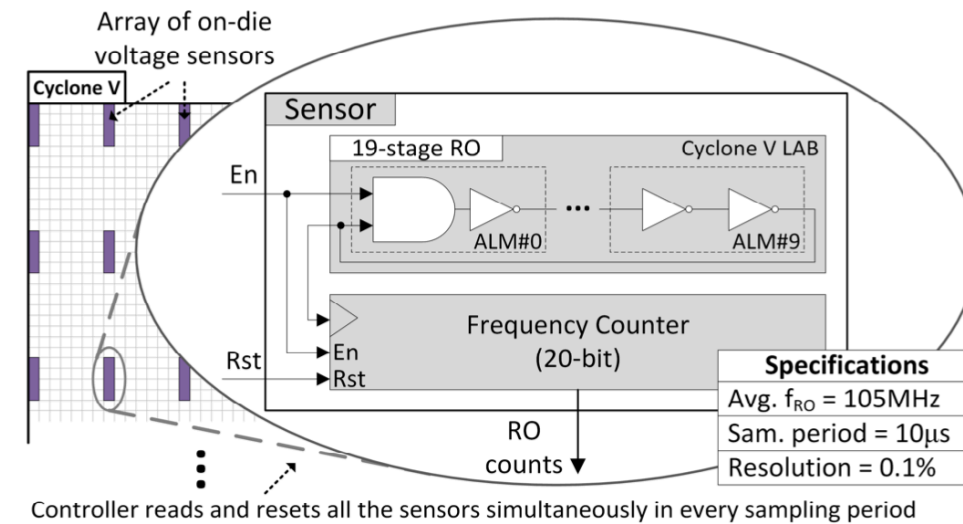 Array of on-die
voltage sensors
Cyclone V
Sensor
19-stage RO
Cyclone V LAB
En
ALM#0
ALM#9
Frequency Counter
(20-bit)
En
Rst
Rst
Specifications
Avg. fRO = 105MHz
Sam. period = 10μs
Resolution = 0.1%
RO
counts
Controller reads and resets all the sensors simultaneously in every sampling period